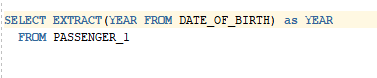 SELECT EXTRACT(YEAR FROM DATE_OF_BIRTH) as YEAR
FROM PASSENGER_1